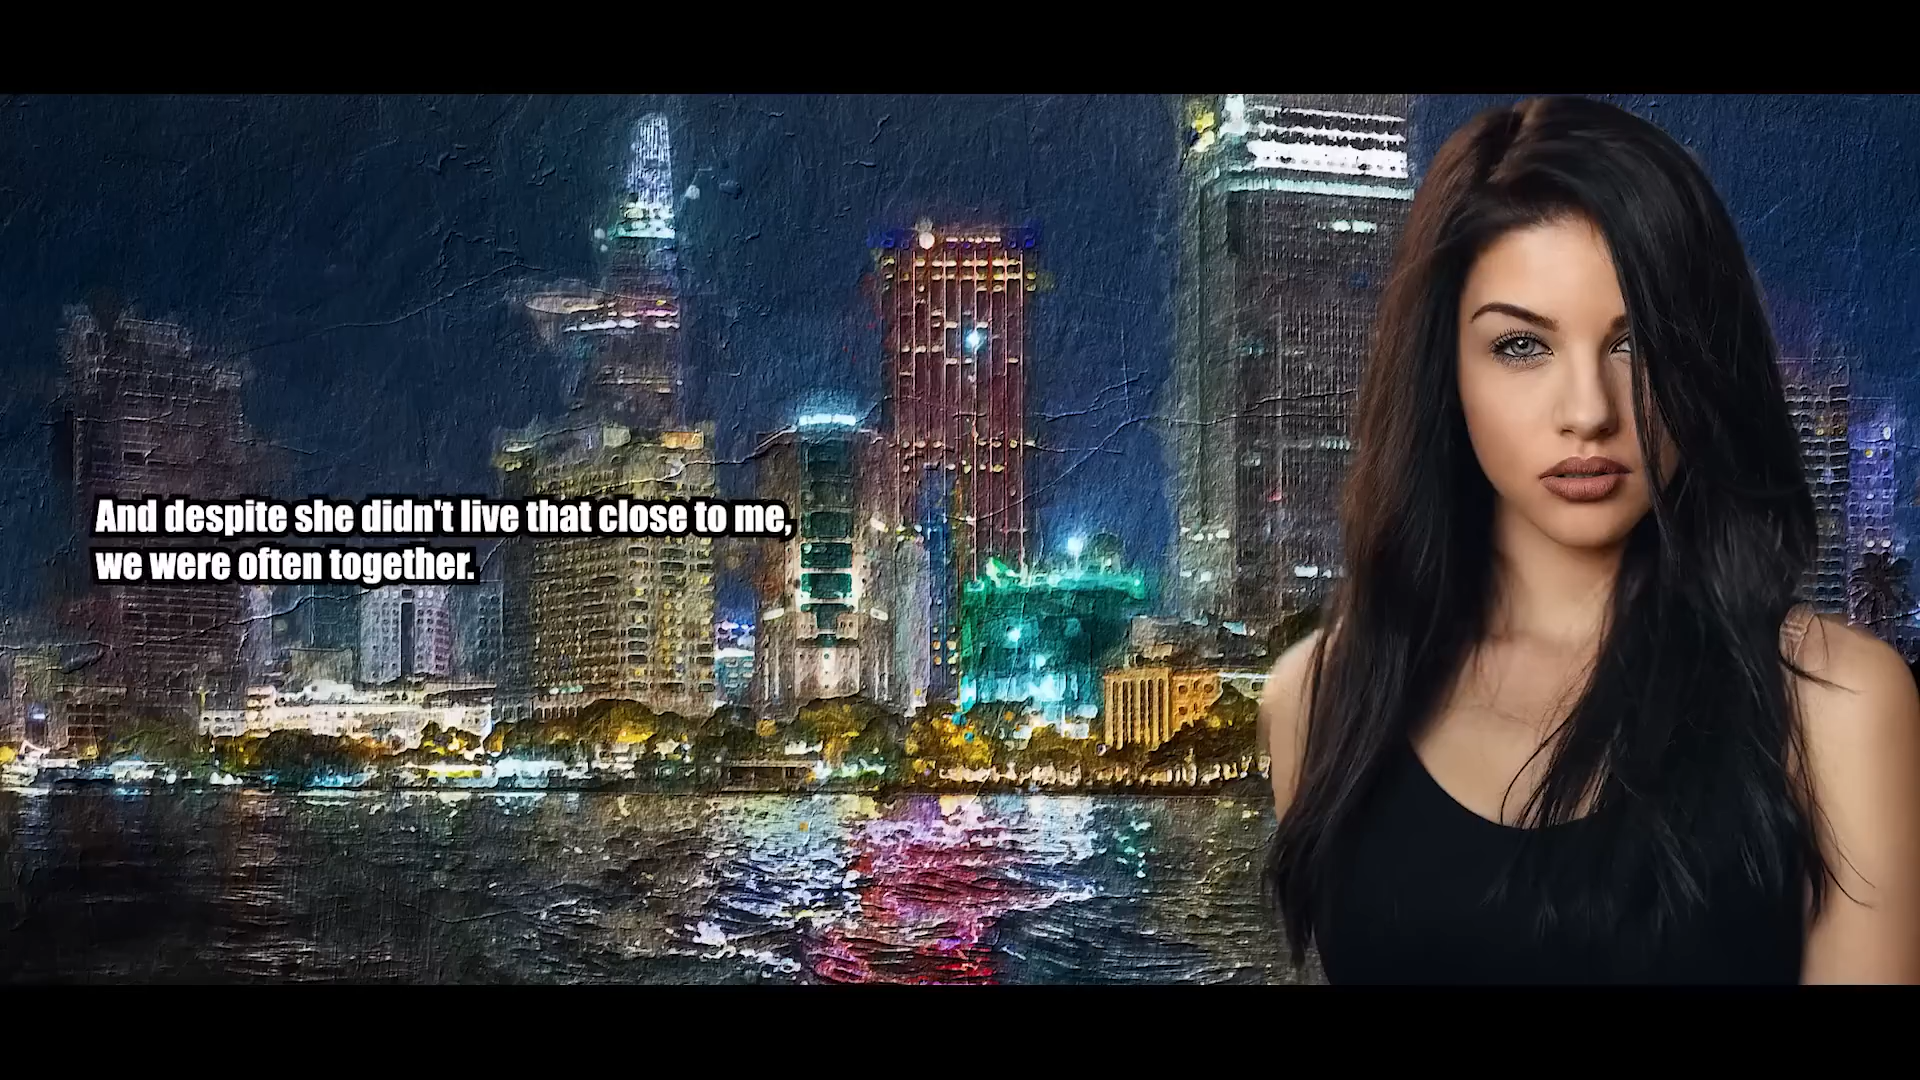 And despite she didn't live that close to me,
we were often together.